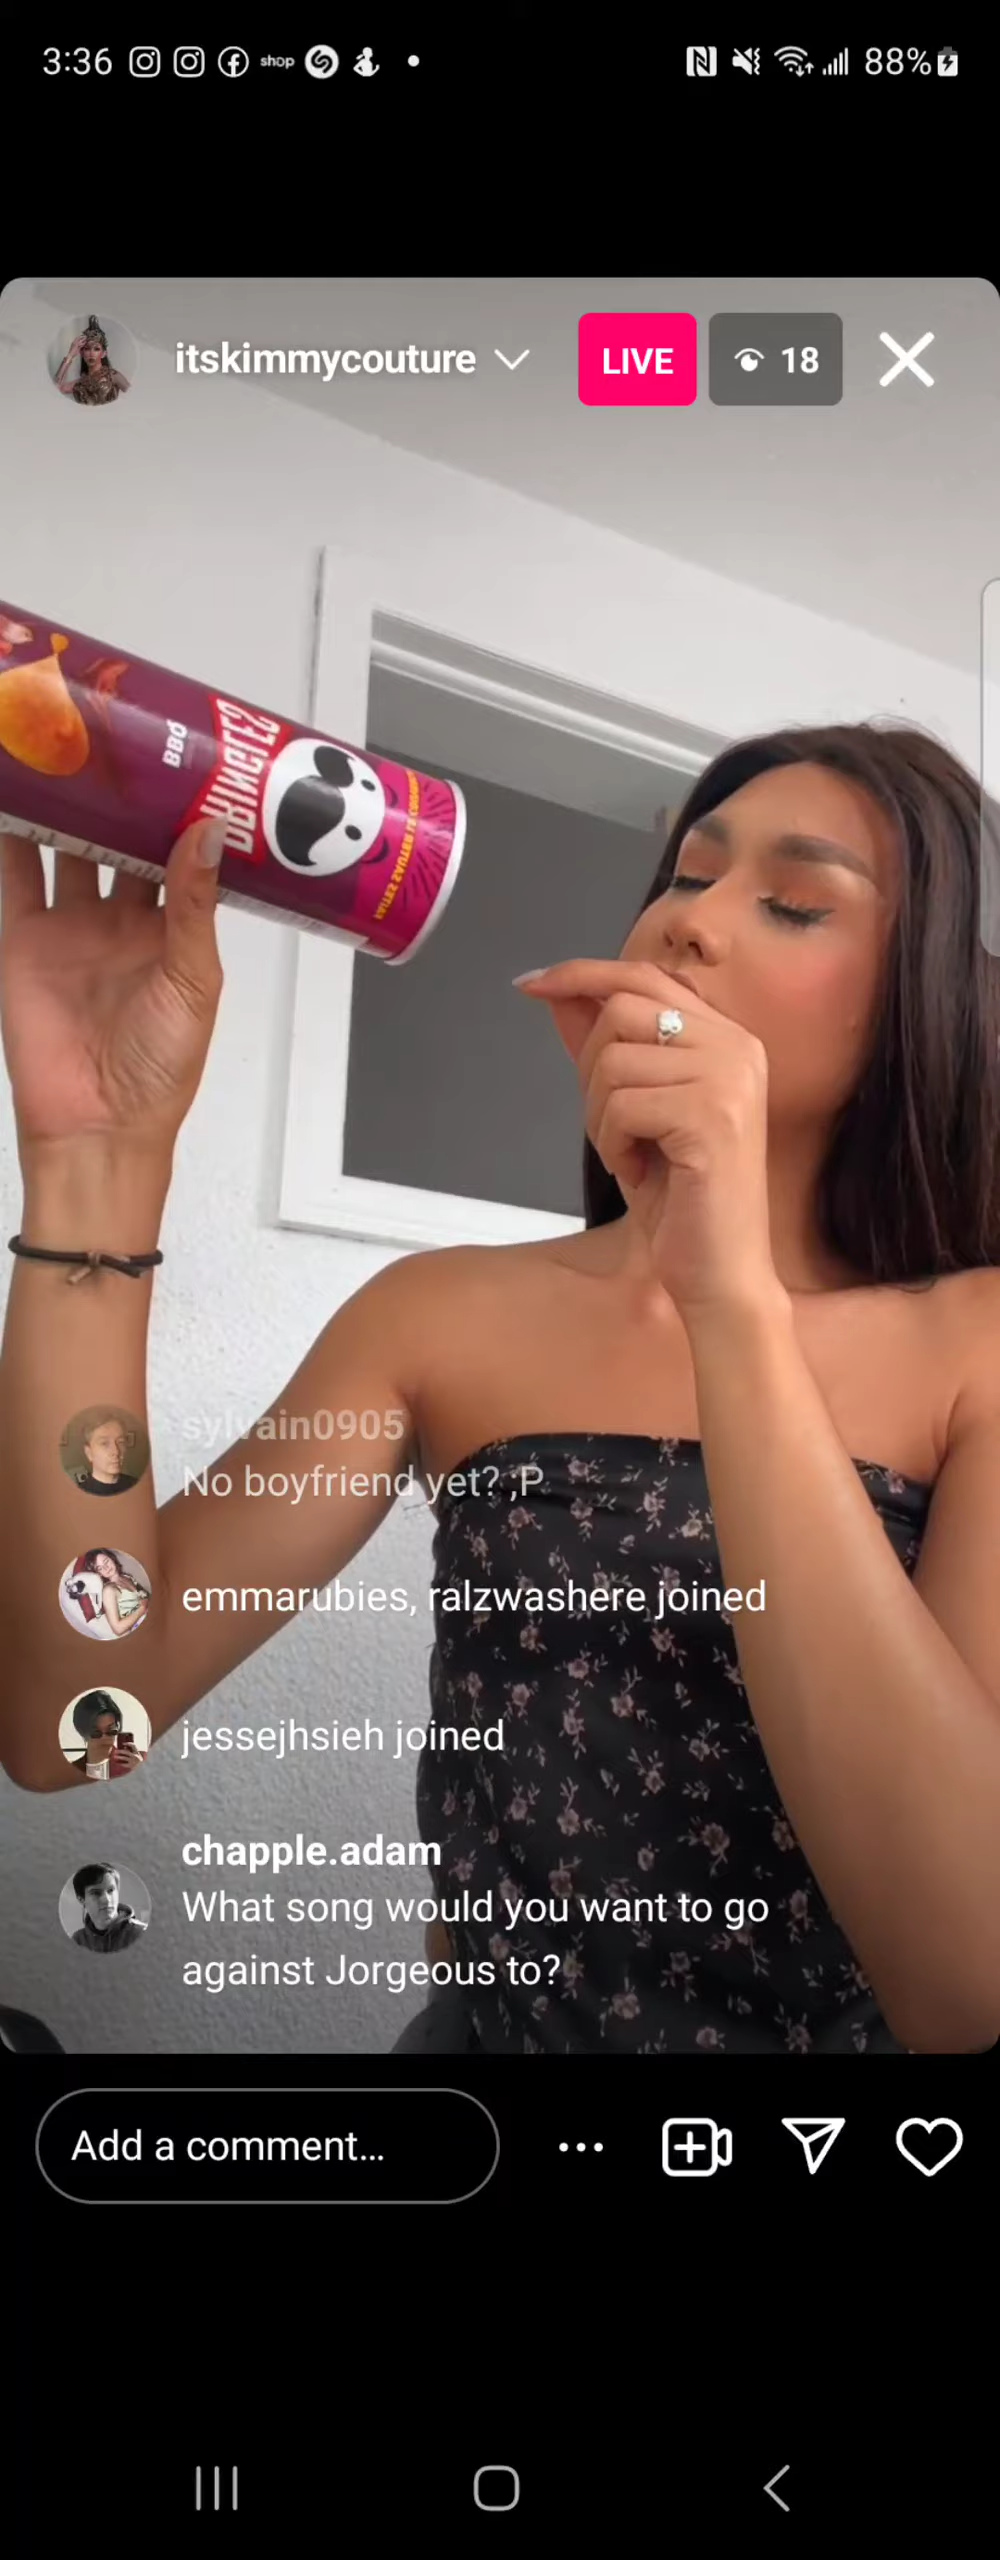 3:36 shop 88%
itskimmycouture LIVE 18
BBQ
PRINGLES
sylvain0905
No boyfriend yet? ;P
emmarubies, ralzwashere joined
jessejhsieh joined
chapple.adam
What song would you want to go
against Jorgeous to?
Add a comment...